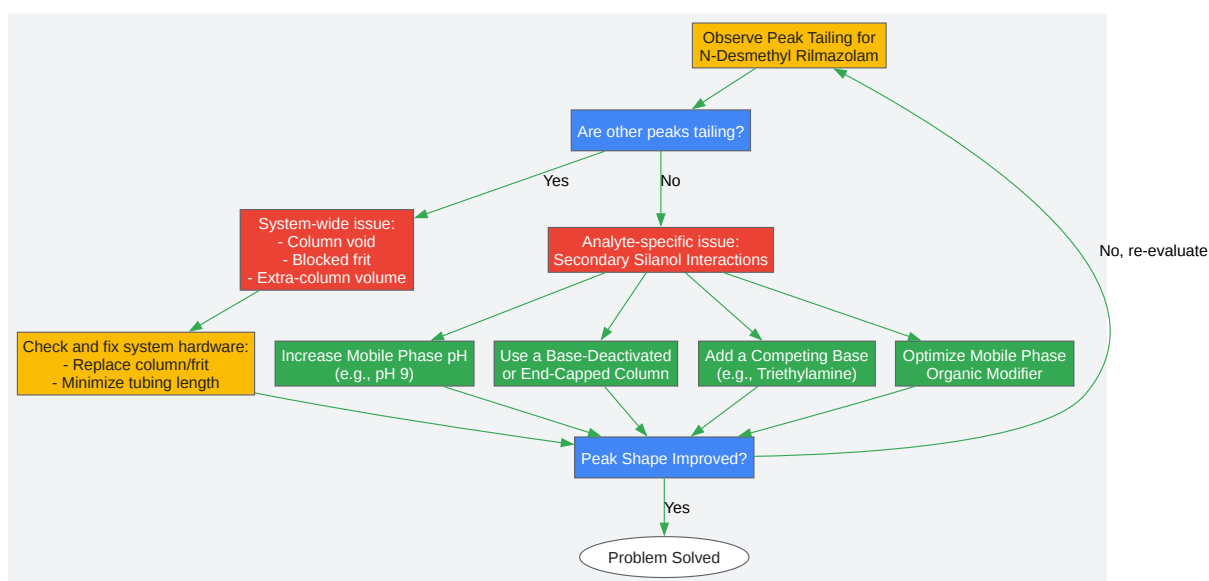 Observe Peak Tailing for
N-Desmethyl Rilmazolam
Are other peaks tailing?
Yes
No
System-wide issue:
- Column void
- Blocked frit
- Extra-column volume
Analyte-specific issue:
Secondary Silanol Interactions
No, re-evaluate
Check and fix system hardware:
- Replace column/frit
- Minimize tubing length
Increase Mobile Phase pH
(e.g., pH 9)
Use a Base-Deactivated
or End-Capped Column
Add a Competing Base
(e.g., Triethylamine)
Optimize Mobile Phase
Organic Modifier
Peak Shape Improved?
Yes
Problem Solved